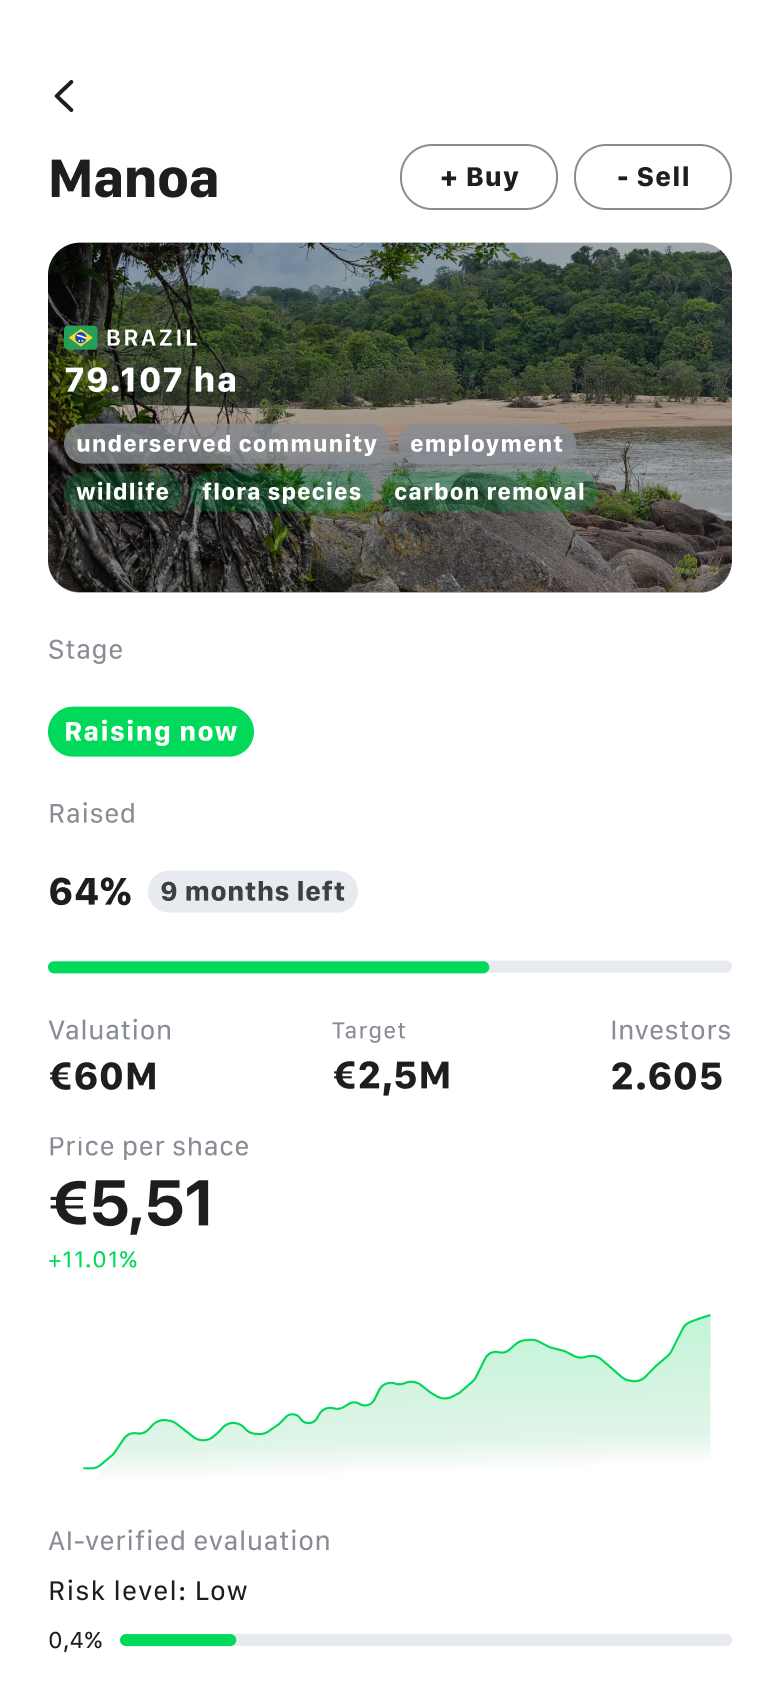 Manoa
+ Buy
- Sell
BRAZIL
79.107 ha
underserved community
employment
wildlife
flora species
carbon removal
Stage
Raising now
Raised
64%
9 months left
Valuation
Target
Investors
€60M
€2,5M
2.605
Price per shace
€5,51
+11.01%
AI-verified evaluation
Risk level: Low
0,4%